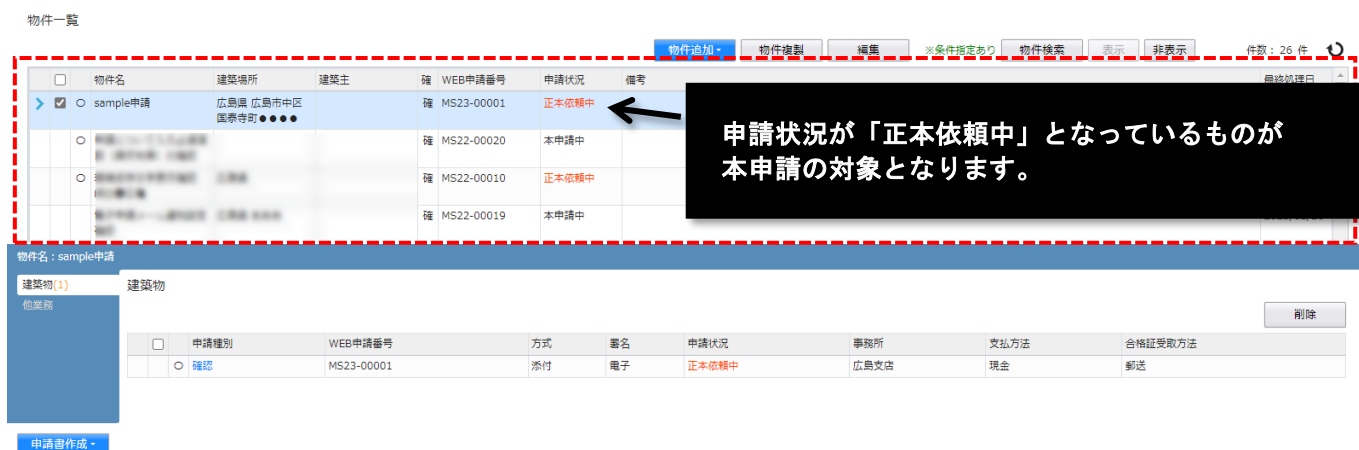 物件一覧
物件追加 物件複製 編集 ※条件指定あり 物件検索 表示 非表示 件数: 26 件
物件名 建築場所 建築主 確 WEB申請番号 申請状況 備考 最終処理日
sample申請 広島県 広島市中区 確 MS23-00001 正本依頼中
国泰寺町●●●●
確 MS22-00020 本申請中
確 MS22-00010 正本依頼中
確 MS22-00019 本申請中
申請状況が「正本依頼中」となっているものが
本申請の対象となります。
物件名 : sample申請
建築物(1)
他業務
建築物
削除
申請種別 WEB申請番号 方式 署名 申請状況 事務所 支払方法 合格証受取方法
確認 MS23-00001 添付 電子 正本依頼中 広島支店 現金 郵送
申請書作成